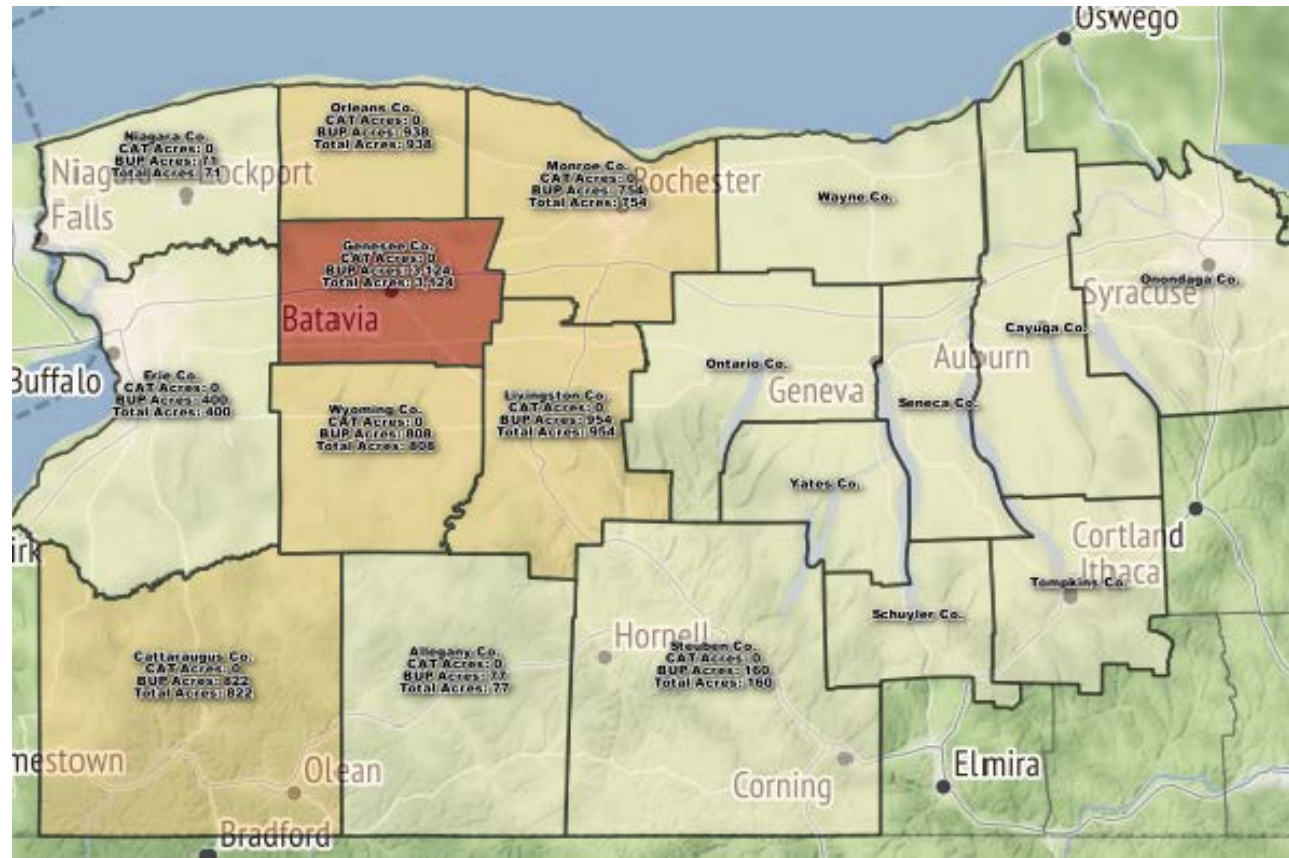 Oswego
Orleans Co.
CAT Acres: 0
BUP Acres: 938
Total Acres: 938
Niagara Co.
CAT Acres: 0
BUP Acres: 71
Total Acres: 71
Niagara
Falls
Lockport
Monroe Co.
CAT Acres: 0
BUP Acres: 754
Total Acres: 754
Rochester
Wayne Co.
Genesee Co.
CAT Acres: 0
BUP Acres: 3,124
Total Acres: 3,124
Batavia
Onondaga Co.
Syracuse
Cayuga Co.
Auburn
Ontario Co.
Geneva
Seneca Co.
Buffalo
Erie Co.
CAT Acres: 0
BUP Acres: 400
Total Acres: 400
Wyoming Co.
CAT Acres: 0
BUP Acres: 808
Total Acres: 808
Livingston Co.
CAT Acres: 0
BUP Acres: 954
Total Acres: 954
Yates Co.
Cortland
Ithaca
Tompkins Co.
irk
Schuyler Co.
Hornell
Steuben Co.
CAT Acres: 0
BUP Acres: 160
Total Acres: 160
Allegany Co.
CAT Acres: 0
BUP Acres: 77
Total Acres: 77
Cattaraugus Co.
CAT Acres: 0
BUP Acres: 822
Total Acres: 822
mestown
Olean
Corning
Elmira
Bradford